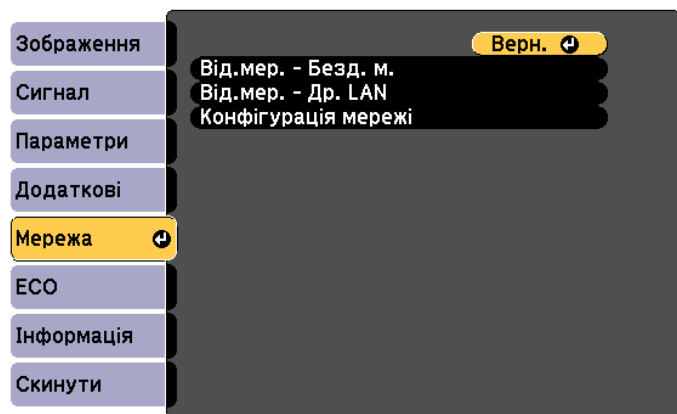 Зображення
Сигнал
Параметри
Додаткові
Мережа
ECO
Інформація
Скинути
Верн.
Від.мер. - Безд. м.
Від.мер. - Др. LAN
Конфігурація мережі